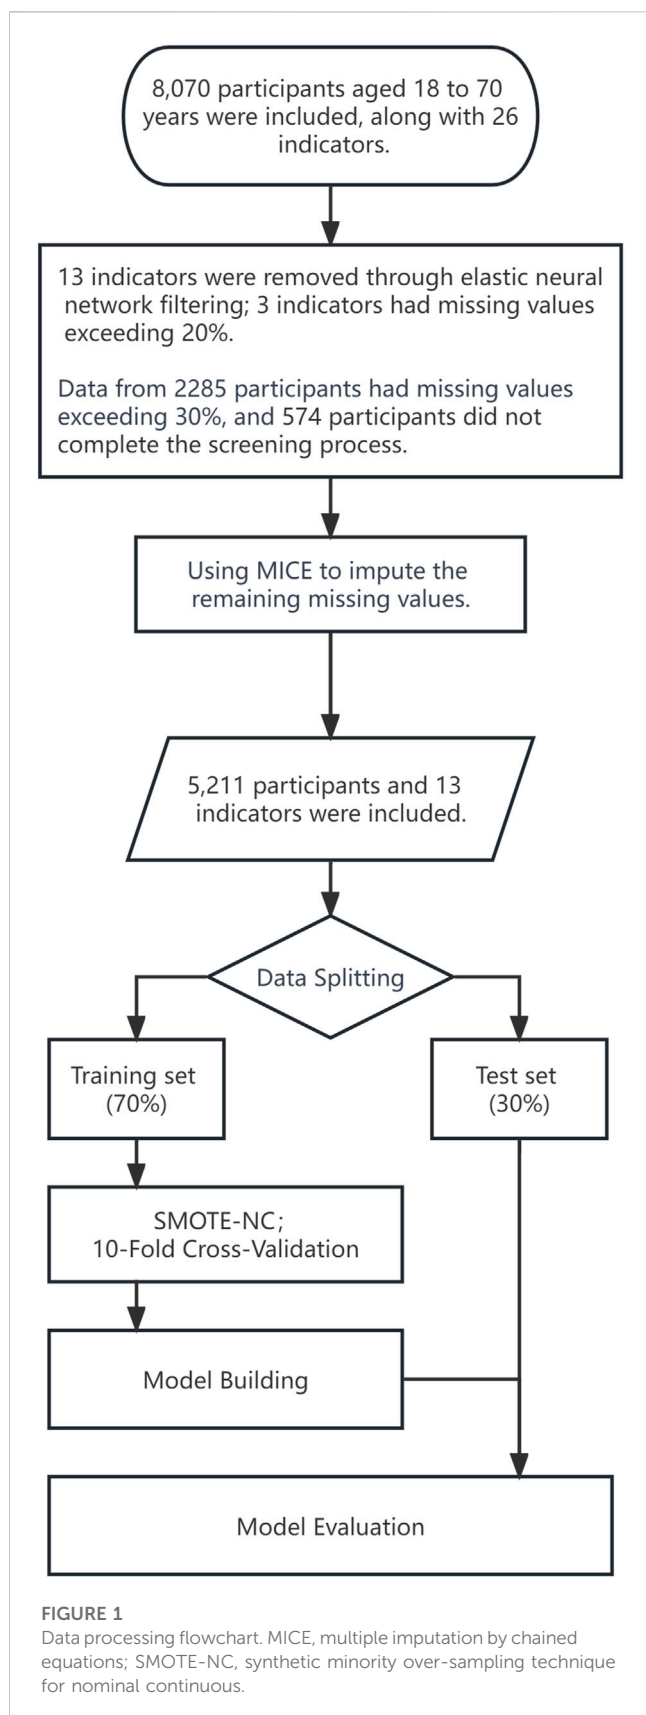 8,070 participants aged 18 to 70
years were included, along with 26
indicators.
13 indicators were removed through elastic neural
network filtering; 3 indicators had missing values
exceeding 20%.
Data from 2285 participants had missing values
exceeding 30%, and 574 participants did not
complete the screening process.
Using MICE to impute the
remaining missing values.
5,211 participants and 13
indicators were included.
Data Splitting
Training set
(70%)
Test set
(30%)
SMOTE-NC;
10-Fold Cross-Validation
Model Building
Model Evaluation
FIGURE 1
Data processing flowchart. MICE, multiple imputation by chained
equations; SMOTE-NC, synthetic minority over-sampling technique
for nominal continuous.